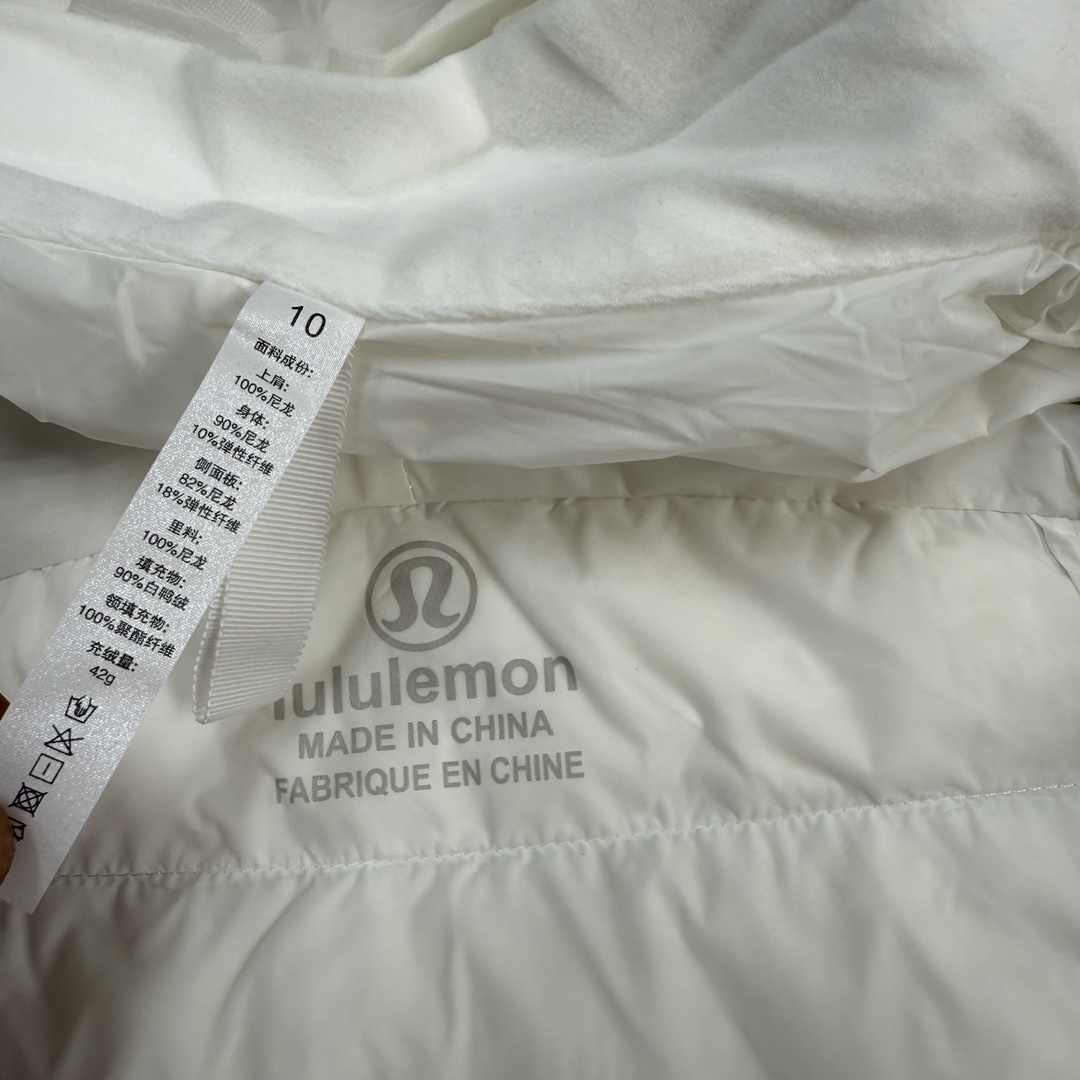 10
面料成份:
上肩:
100%尼龙
身体:
90%尼龙
10%弹性纤维
侧面板:
82%尼龙
18%弹性纤维
里料:
100%尼龙
填充物:
90%白鸭绒
领填充物:
100%聚酯纤维
充绒量:
42g
lululemon
MADE IN CHINA
FABRIQUE EN CHINE